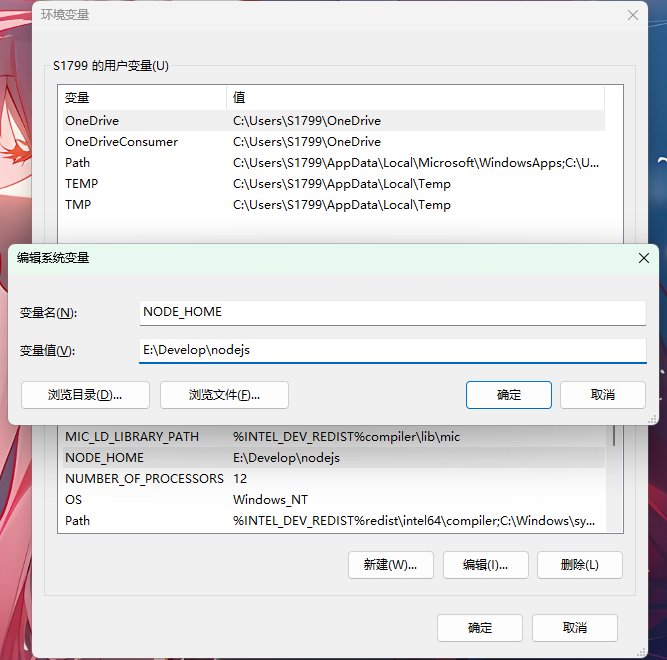 环境变量
S1799 的用户变量(U)
变量 值
OneDrive C:\Users\S1799\OneDrive
OneDriveConsumer C:\Users\S1799\OneDrive
Path C:\Users\S1799\AppData\Local\Microsoft\WindowsApps;C:\U...
TEMP C:\Users\S1799\AppData\Local\Temp
TMP C:\Users\S1799\AppData\Local\Temp
编辑系统变量
变量名(N): NODE_HOME
变量值(V): E:\Develop\nodejs
浏览目录(D)... 浏览文件(F)... 确定 取消
MIC_LD_LIBRARY_PATH %INTEL_DEV_REDIST%compiler\lib\mic
NODE_HOME E:\Develop\nodejs
NUMBER_OF_PROCESSORS 12
OS Windows_NT
Path %INTEL_DEV_REDIST%redist\intel64\compiler;C:\Windows\sy...
新建(W)... 编辑(I)... 删除(L)
确定 取消